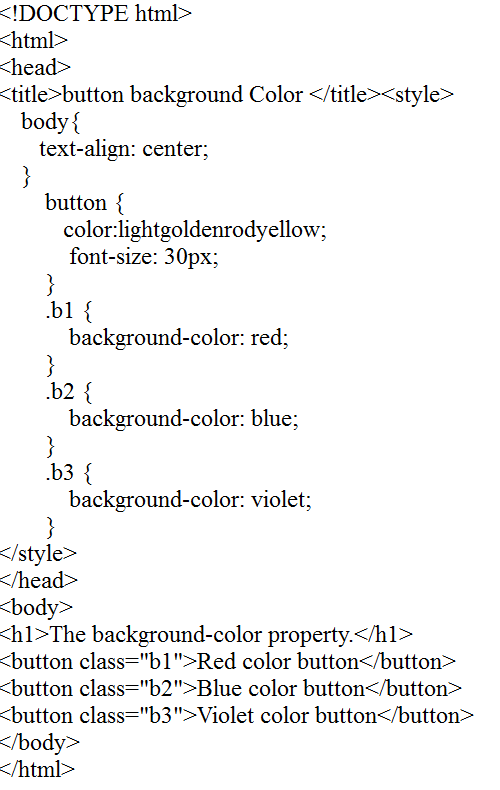 <!DOCTYPE html>
<html>
<head>
<title>button background Color </title><style>
body{
text-align: center;
}
button {
color:lightgoldenrodyellow;
font-size: 30px;
}
.b1 {
background-color: red;
}
.b2 {
background-color: blue;
}
.b3 {
background-color: violet;
}
</style>
</head>
<body>
<h1>The background-color property.</h1>
<button class="b1">Red color button</button>
<button class="b2">Blue color button</button>
<button class="b3">Violet color button</button>
</body>
</html>